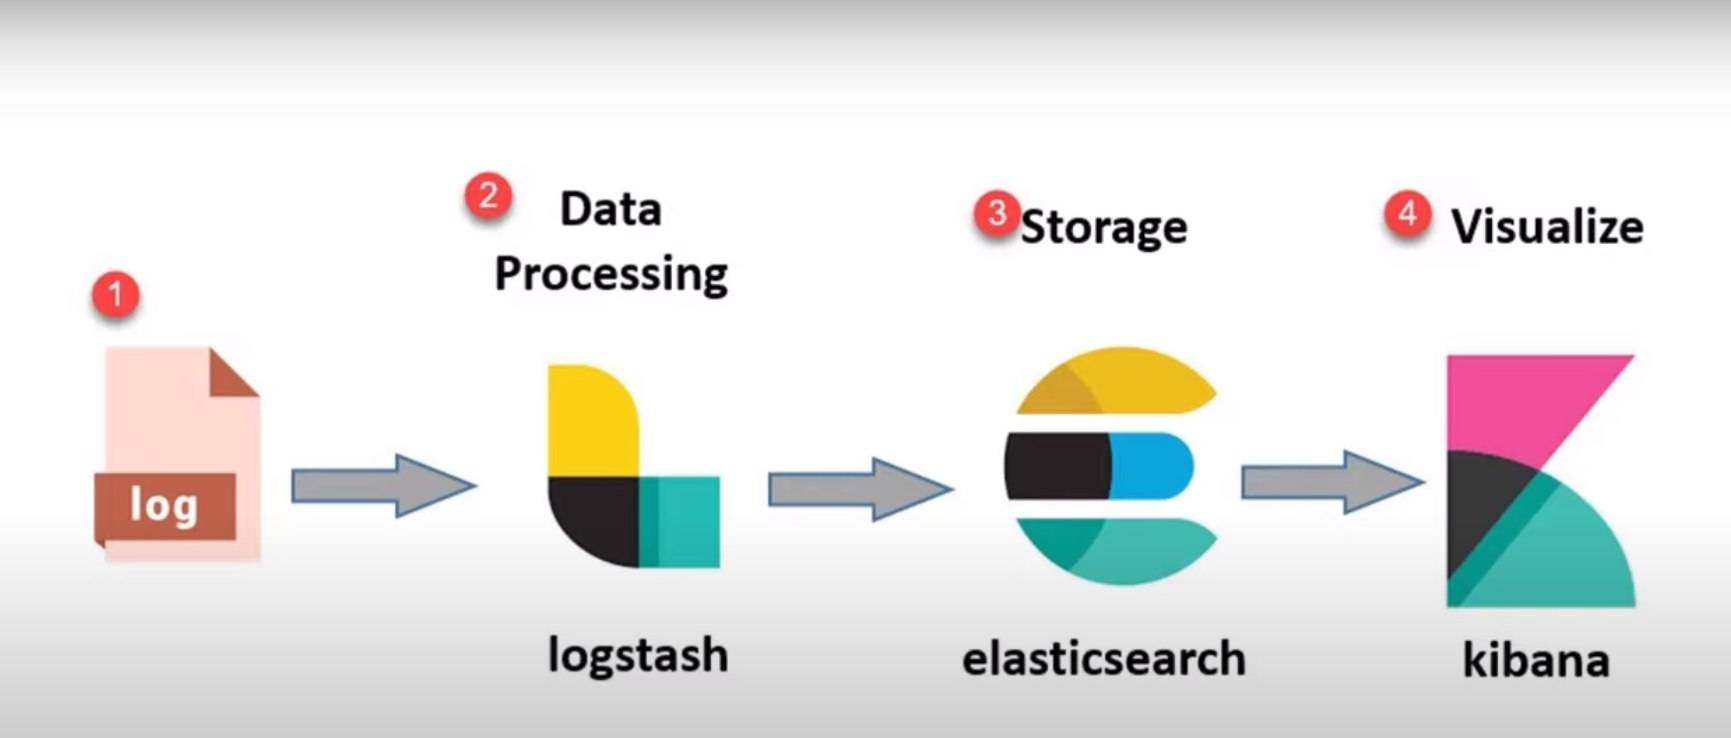 1
log
2
Data
Processing
logstash
3
Storage
elasticsearch
4
Visualize
kibana